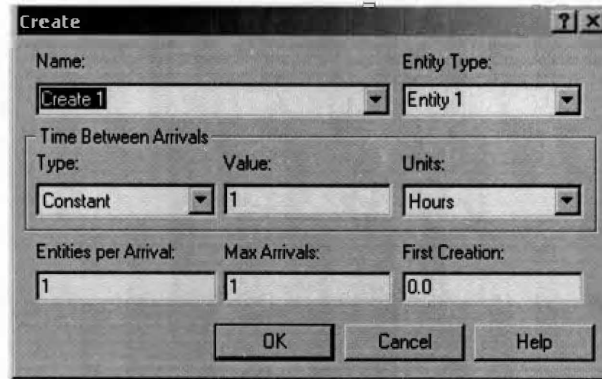 Create
Name: Entity Type:
Create 1 Entity 1
Time Between Arrivals
Type: Value: Units:
Constant 1 Hours
Entities per Arrival: Max Arrivals: First Creation:
1 1 0.0
OK Cancel Help